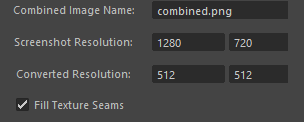 Combined Image Name: combined.png
Screenshot Resolution: 1280 720
Converted Resolution: 512 512
Fill Texture Seams